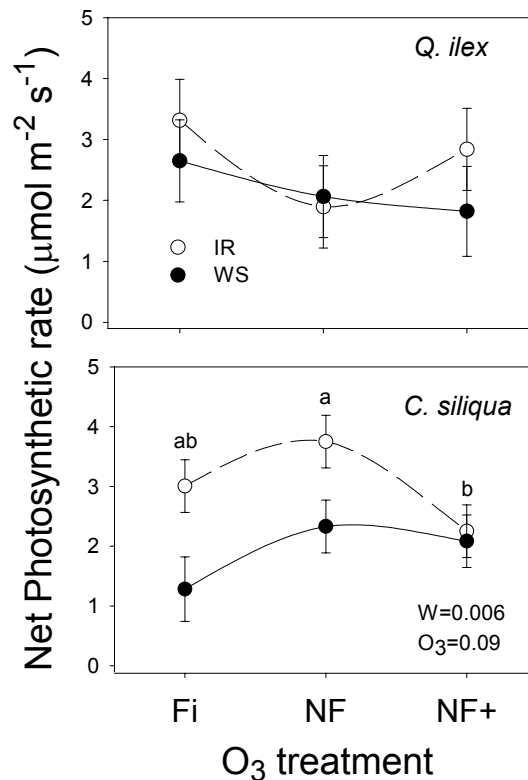 Net Photosynthetic rate (μmol m⁻² s⁻¹)
5
4
3
2
1
0
Q. ilex
IR
WS
5
4
3
2
1
0
C. siliqua
ab
a
b
W=0.006
O₃=0.09
Fi NF NF+
O₃ treatment